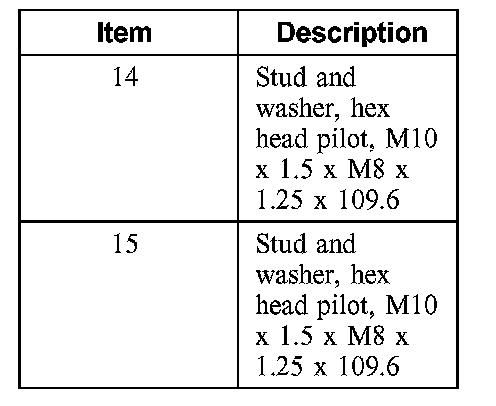 Item Description
14 Stud and
washer, hex
head pilot, M10
x 1.5 x M8 x
1.25 x 109.6
15 Stud and
washer, hex
head pilot, M10
x 1.5 x M8 x
1.25 x 109.6